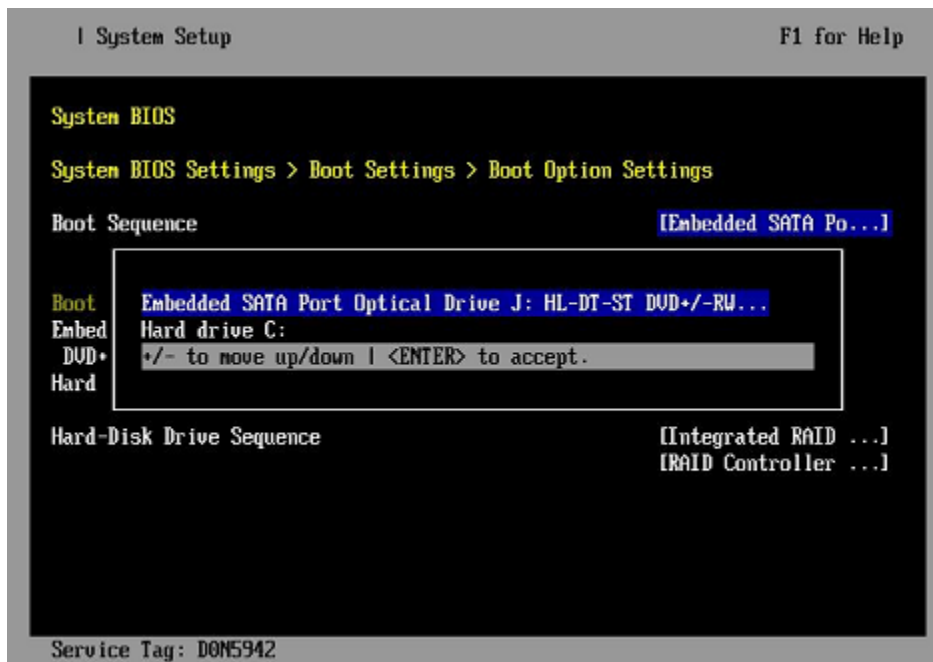 | System Setup
F1 for Help
System BIOS
System BIOS Settings > Boot Settings > Boot Option Settings
Boot Sequence [Embedded SATA Po...]
Boot
Embedded SATA Port Optical Drive J: HL-DT-ST DVD+/-RW...
Embed
Hard drive C:
DVD+
+/- to move up/down | <ENTER> to accept.
Hard
Hard-Disk Drive Sequence [Integrated RAID ...]
[RAID Controller ...]
Service Tag: D0N5942